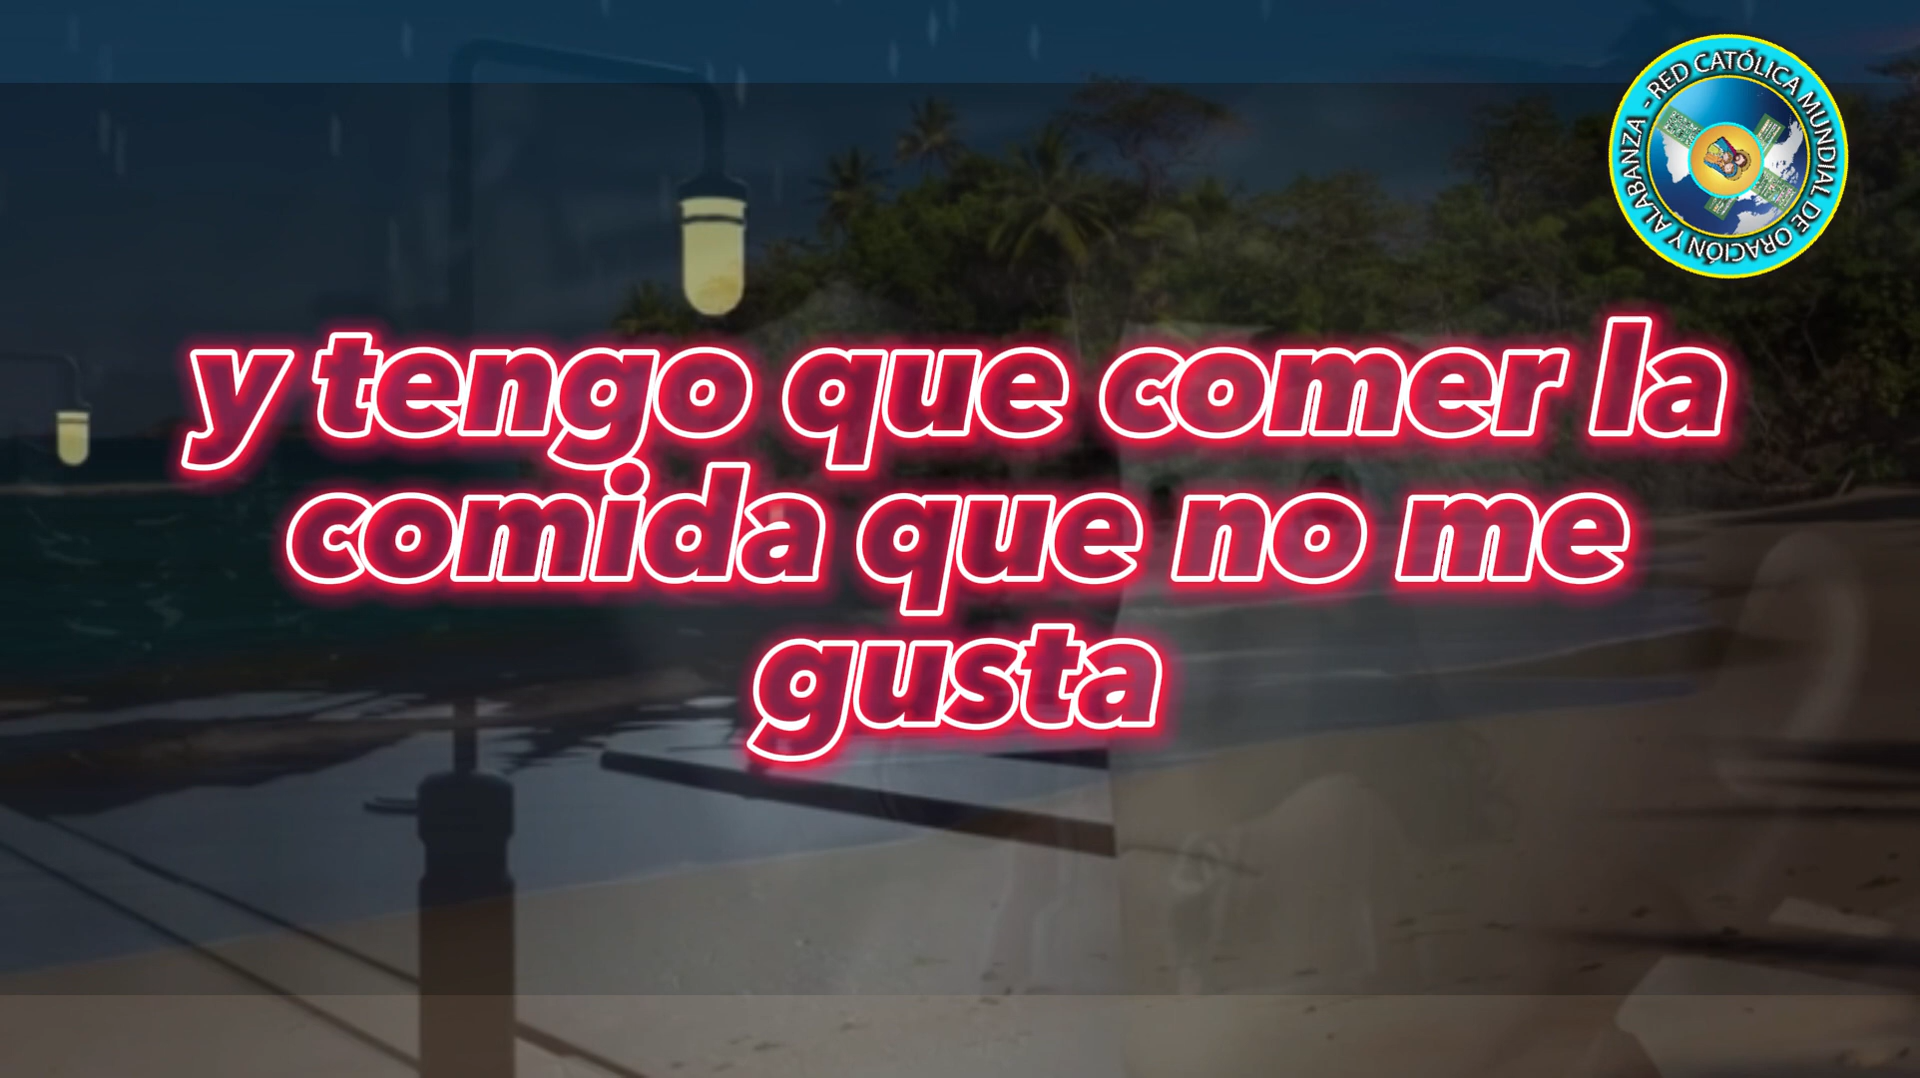 - RED CATÓLICA MUNDIAL DE ORACIÓN Y ALABANZA
y tengo que comer la
comida que no me
gusta